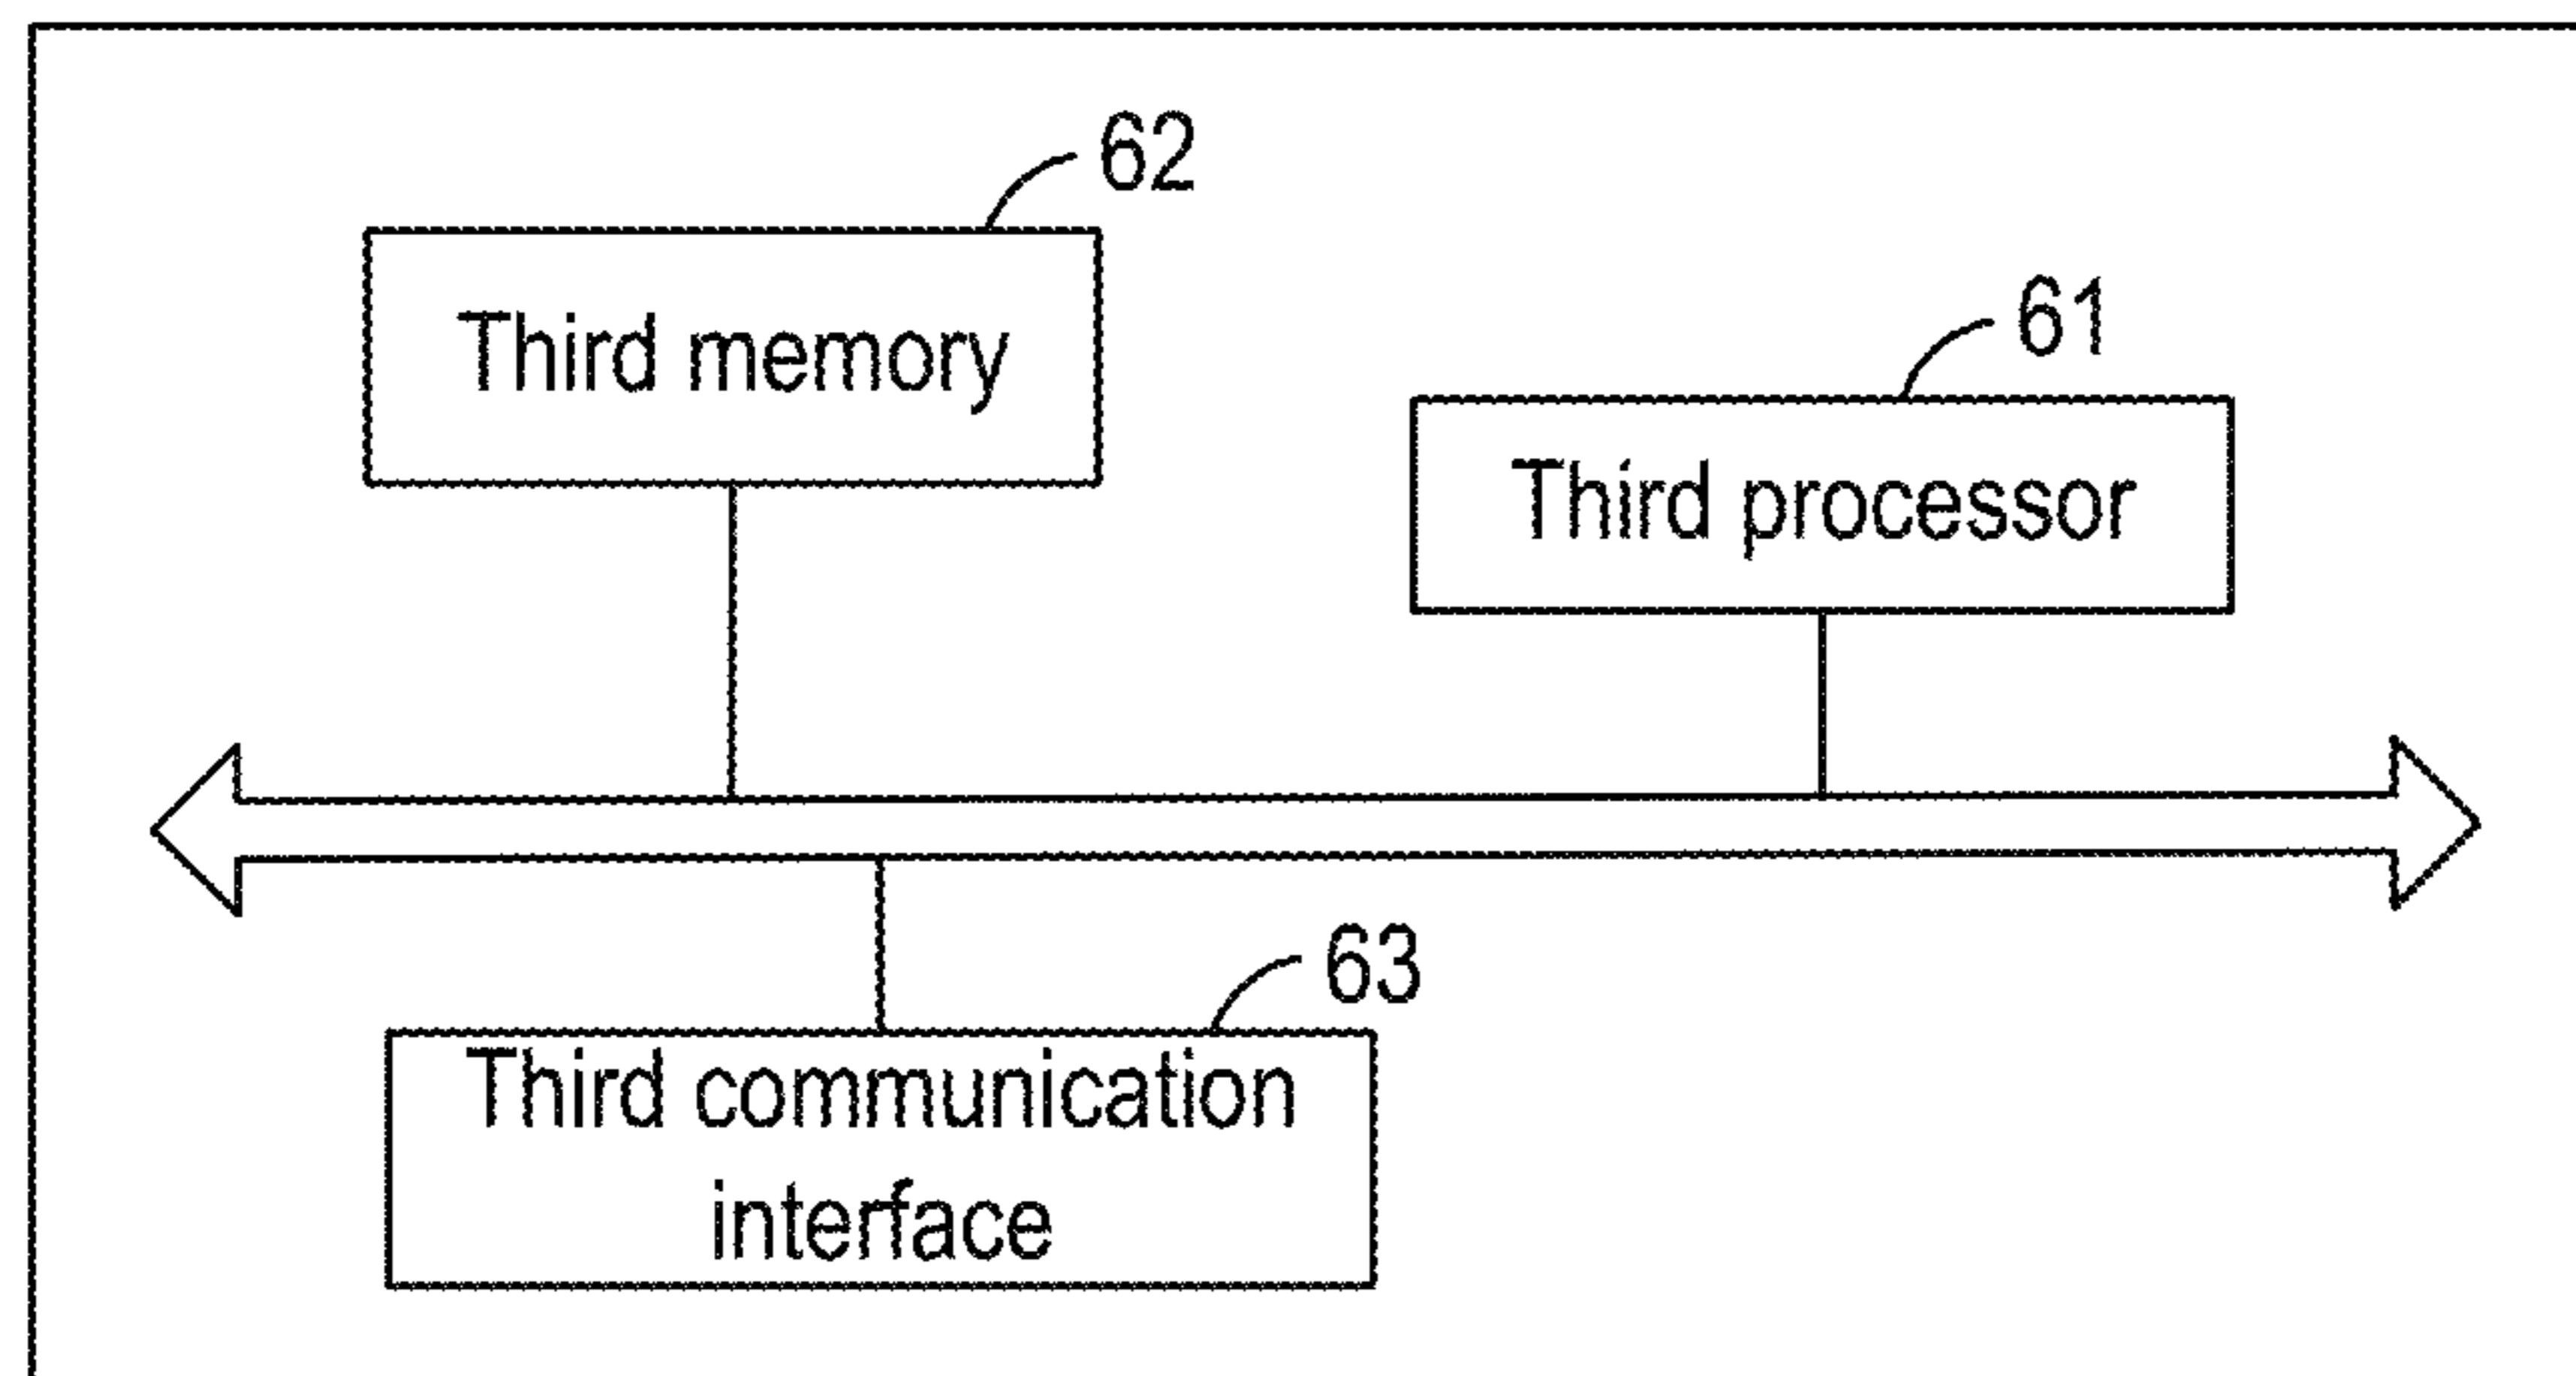 62
Third memory
61
Third processor
63
Third communication
interface